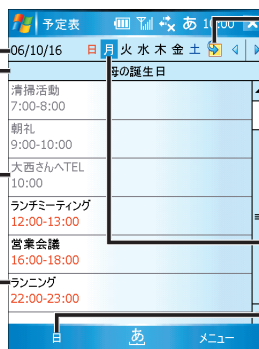 予定表 あ 1
06/10/16 日 月 火 水 木 金 土
母の誕生日
清掃活動
7:00-8:00
朝礼
9:00-10:00
大西さんへTEL
10:00
ランチミーティング
12:00-13:00
営業会議
16:00-18:00
ランニング
22:00-23:00
日 あ メニュー